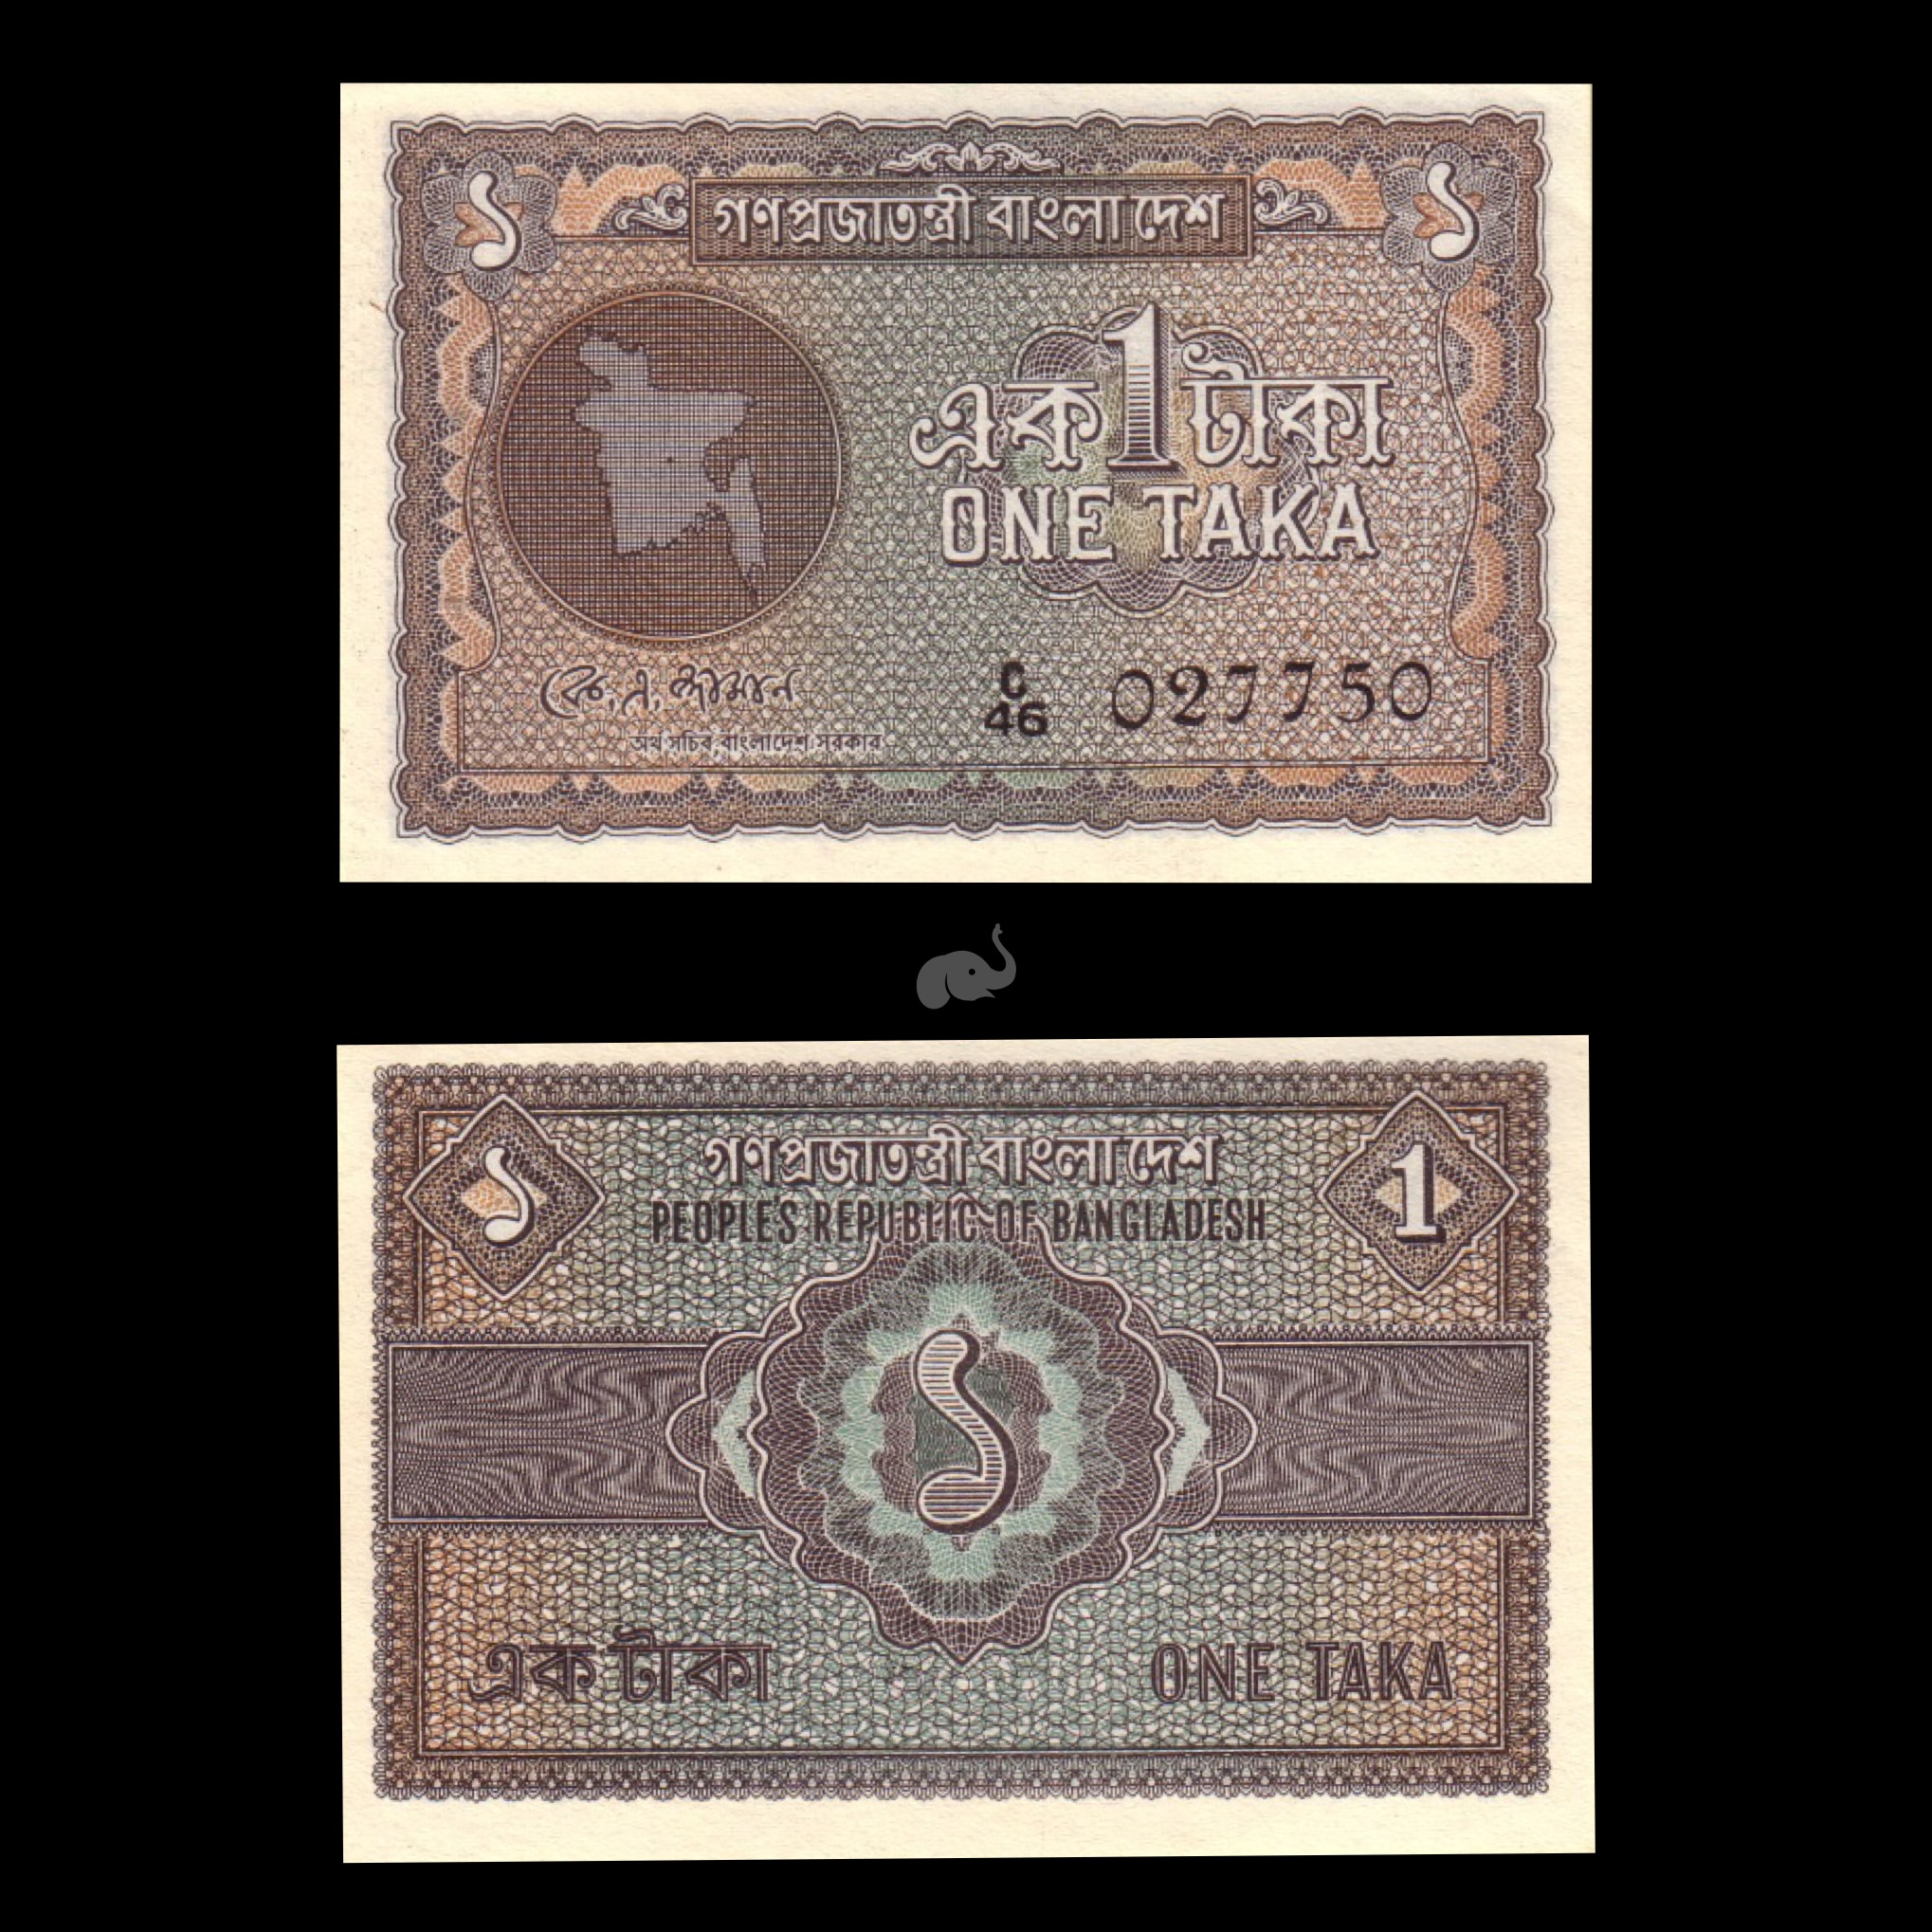 ১ ১
গণপ্রজাতন্ত্রী বাংলা দেশ
এক 1 টাকা
ONE TAKA
কে, এ, জামান
C
46 027750
অর্থ সচিব, বাংলাদেশ সরকার
গণপ্রজাতন্ত্রী বাংলা দেশ
১ 1
PEOPLE'S REPUBLIC OF BANGLADESH
১
এক টাকা ONE TAKA